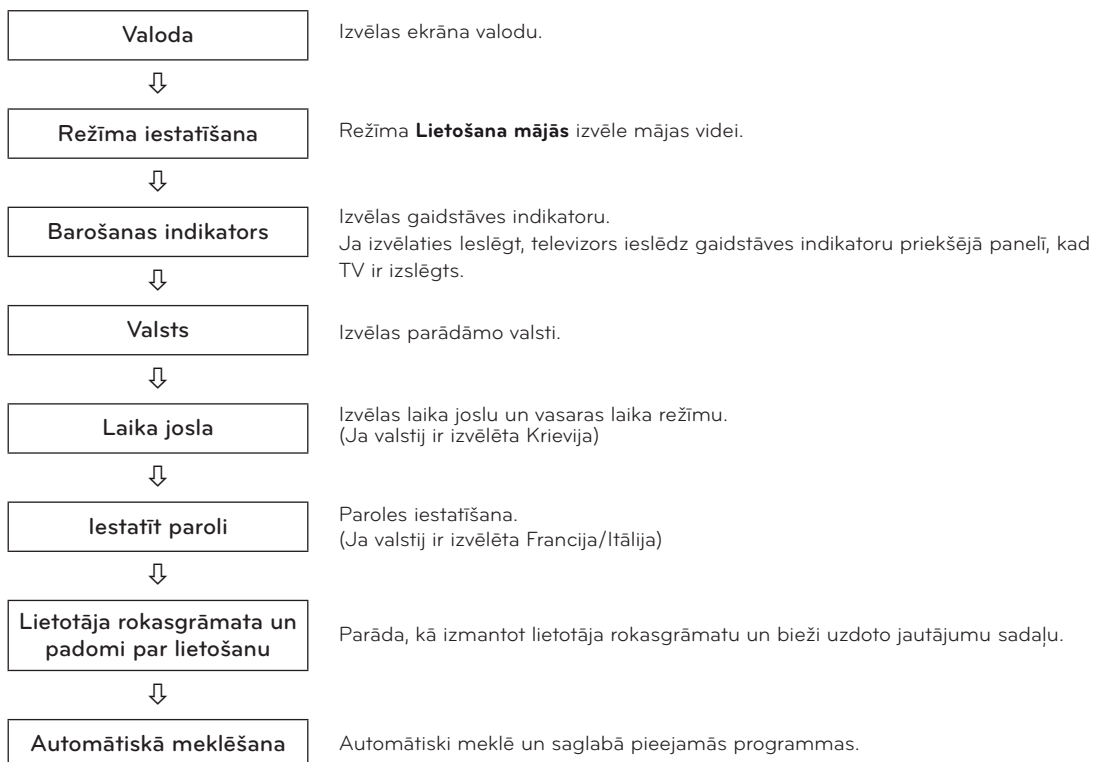 Valoda
Izvēlas ekrāna valodu.
Režīma iestatīšana
Režīma Lietošana mājās izvēle mājas videi.
Barošanas indikators
Izvēlas gaidstāves indikatoru.
Ja izvēlaties Ieslēgt, televizors ieslēdz gaidstāves indikatoru priekšējā panelī, kad
TV ir izslēgts.
Valsts
Izvēlas parādāmo valsti.
Laika josla
Izvēlas laika joslu un vasaras laika režīmu.
(Ja valstij ir izvēlēta Krievija)
Iestatīt paroli
Paroles iestatīšana.
(Ja valstij ir izvēlēta Francija/Itālija)
Lietotāja rokasgrāmata un
padomi par lietošanu
Parāda, kā izmantot lietotāja rokasgrāmatu un bieži uzdoto jautājumu sadaļu.
Automātiskā meklēšana
Automātiski meklē un saglabā pieejamās programmas.